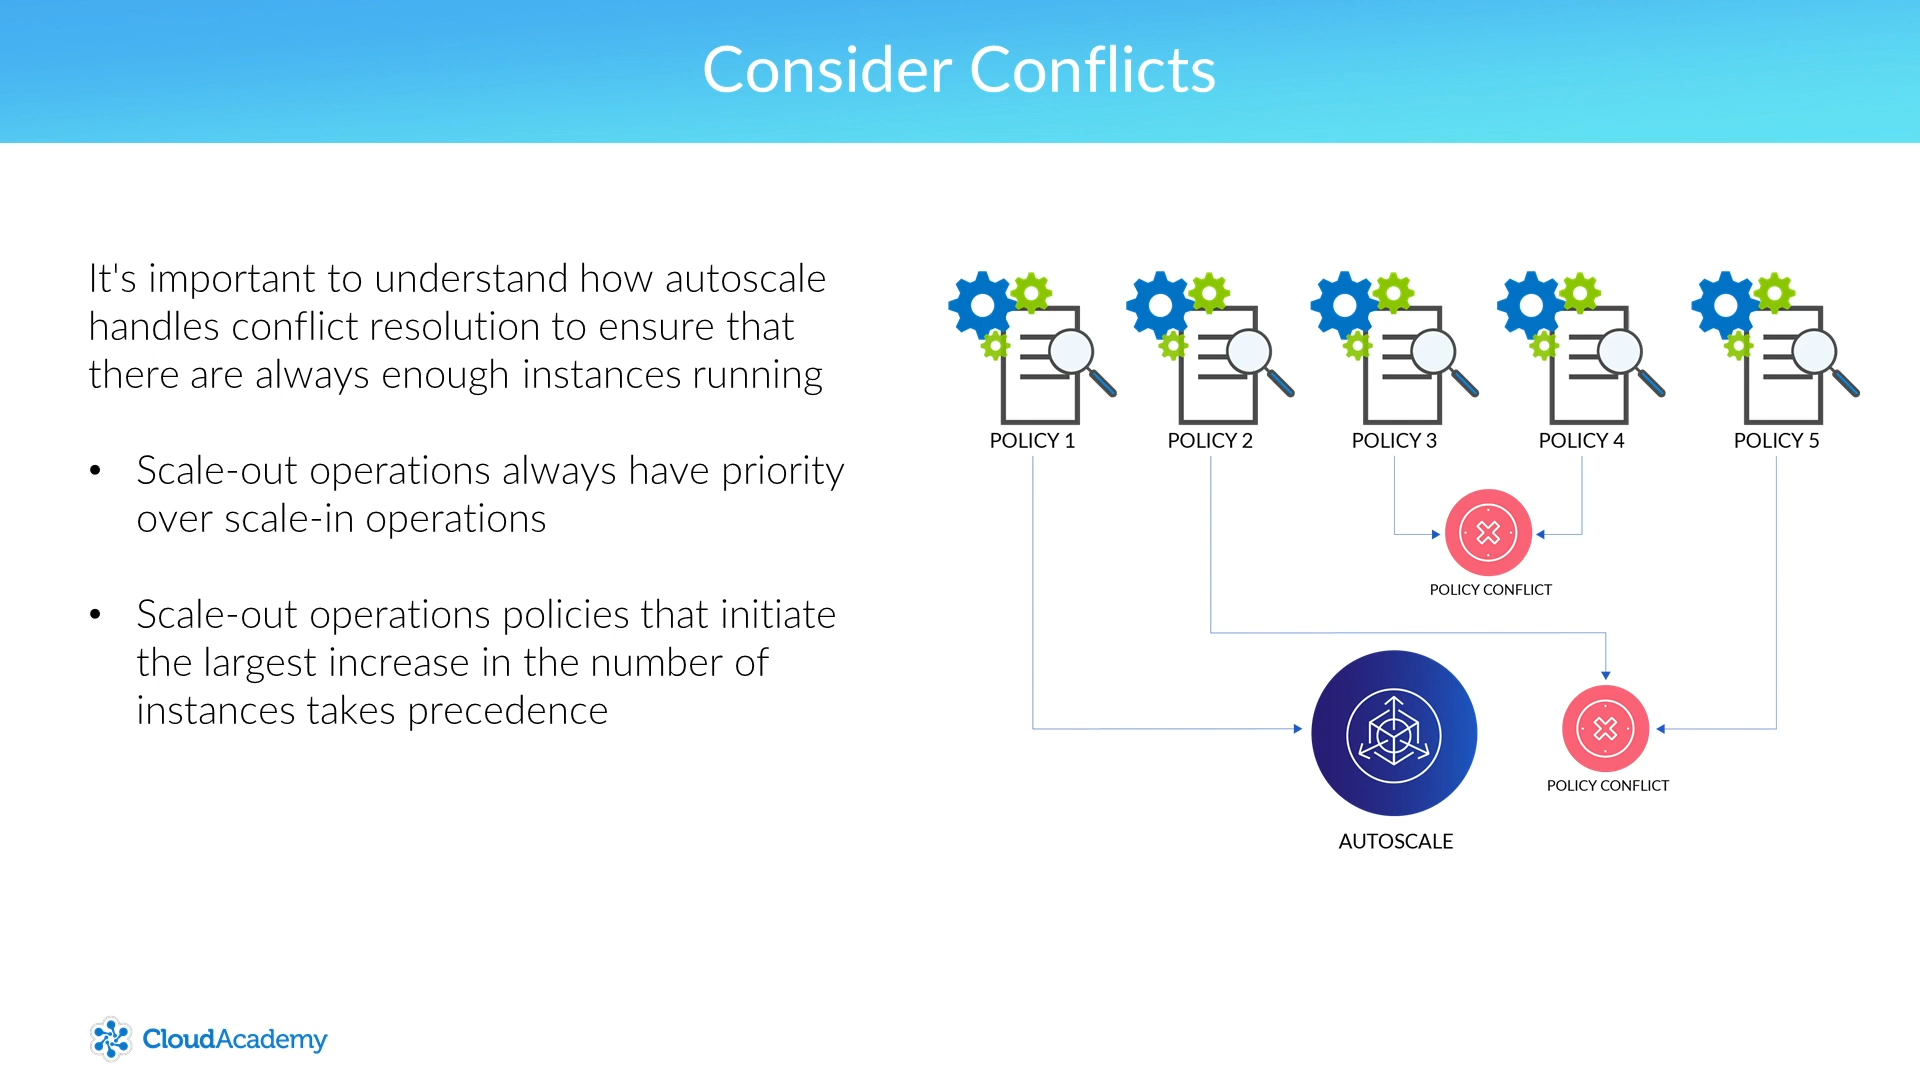 Consider Conflicts
It's important to understand how autoscale
handles conflict resolution to ensure that
there are always enough instances running
• Scale-out operations always have priority
over scale-in operations
• Scale-out operations policies that initiate
the largest increase in the number of
instances takes precedence
POLICY 1
POLICY 2
POLICY 3
POLICY 4
POLICY 5
POLICY CONFLICT
POLICY CONFLICT
AUTOSCALE
CloudAcademy